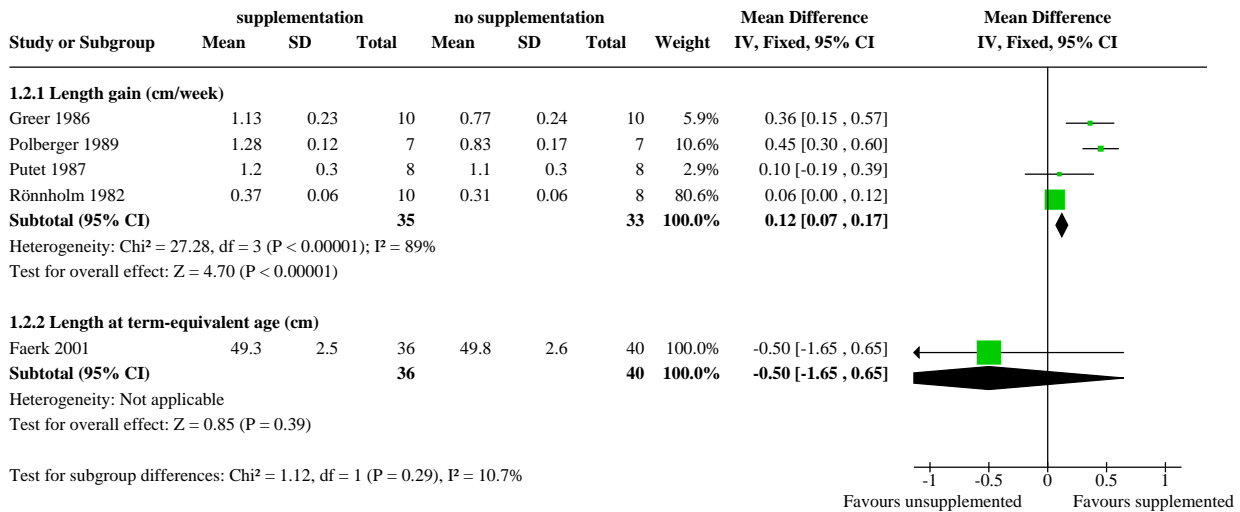 supplementation no supplementation Mean Difference Mean Difference
Study or Subgroup Mean SD Total Mean SD Total Weight IV, Fixed, 95% CI IV, Fixed, 95% CI
1.2.1 Length gain (cm/week)
Greer 1986 1.13 0.23 10 0.77 0.24 10 5.9% 0.36 [0.15 , 0.57]
Polberger 1989 1.28 0.12 7 0.83 0.17 7 10.6% 0.45 [0.30 , 0.60]
Putet 1987 1.2 0.3 8 1.1 0.3 8 2.9% 0.10 [-0.19 , 0.39]
Rönnholm 1982 0.37 0.06 10 0.31 0.06 8 80.6% 0.06 [0.00 , 0.12]
Subtotal (95% CI) 35 33 100.0% 0.12 [0.07 , 0.17]
Heterogeneity: Chi² = 27.28, df = 3 (P < 0.00001); I² = 89%
Test for overall effect: Z = 4.70 (P < 0.00001)
1.2.2 Length at term-equivalent age (cm)
Faerk 2001 49.3 2.5 36 49.8 2.6 40 100.0% -0.50 [-1.65 , 0.65]
Subtotal (95% CI) 36 40 100.0% -0.50 [-1.65 , 0.65]
Heterogeneity: Not applicable
Test for overall effect: Z = 0.85 (P = 0.39)
Test for subgroup differences: Chi² = 1.12, df = 1 (P = 0.29), I² = 10.7%
-1 -0.5 0 0.5 1
Favours unsupplemented Favours supplemented